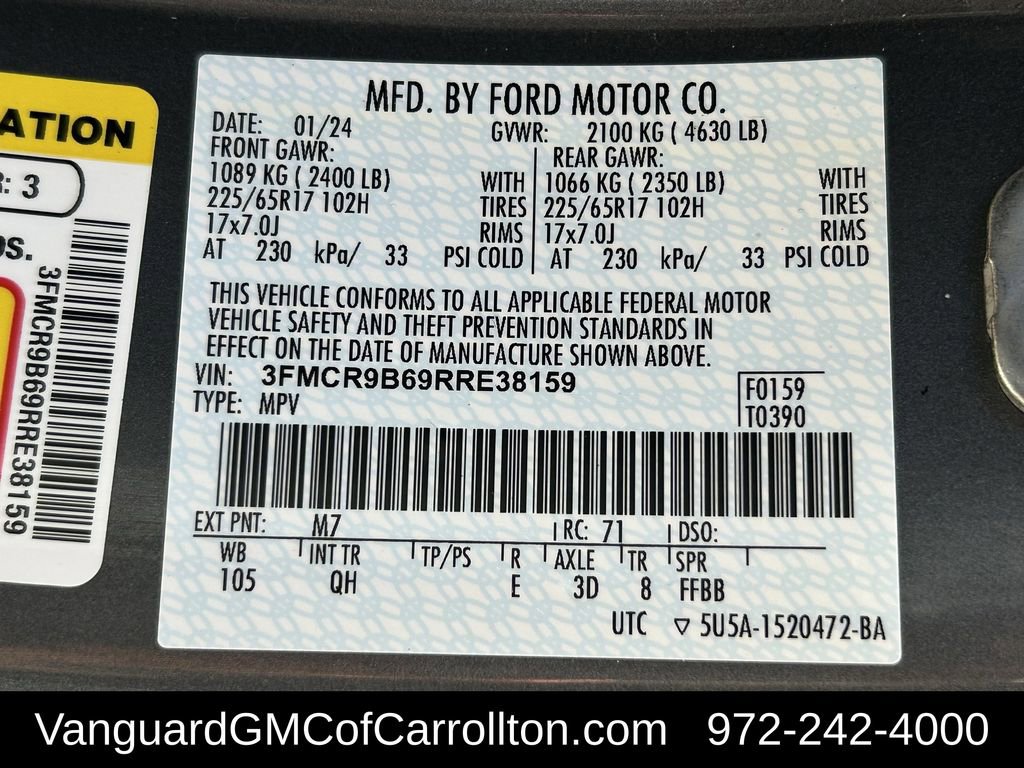 ATION
R: 3
os.
3FMCR9B69RRE38159
MFD. BY FORD MOTOR CO.
DATE: 01/24 GVWR: 2100 KG ( 4630 LB)
FRONT GAWR: REAR GAWR:
1089 KG ( 2400 LB) WITH 1066 KG ( 2350 LB) WITH
225/65R17 102H TIRES 225/65R17 102H TIRES
17x7.0J RIMS 17x7.0J RIMS
AT 230 kPa/ 33 PSI COLD AT 230 kPa/ 33 PSI COLD
THIS VEHICLE CONFORMS TO ALL APPLICABLE FEDERAL MOTOR
VEHICLE SAFETY AND THEFT PREVENTION STANDARDS IN
EFFECT ON THE DATE OF MANUFACTURE SHOWN ABOVE.
VIN: 3FMCR9B69RRE38159
TYPE: MPV
F0159
T0390
EXT PNT: M7 RC: 71 DSO:
WB INT TR TP/PS R AXLE TR SPR
105 QH E 3D 8 FFBB
UTC ▽ 5U5A-1520472-BA
VanguardGMCofCarrollton.com 972-242-4000